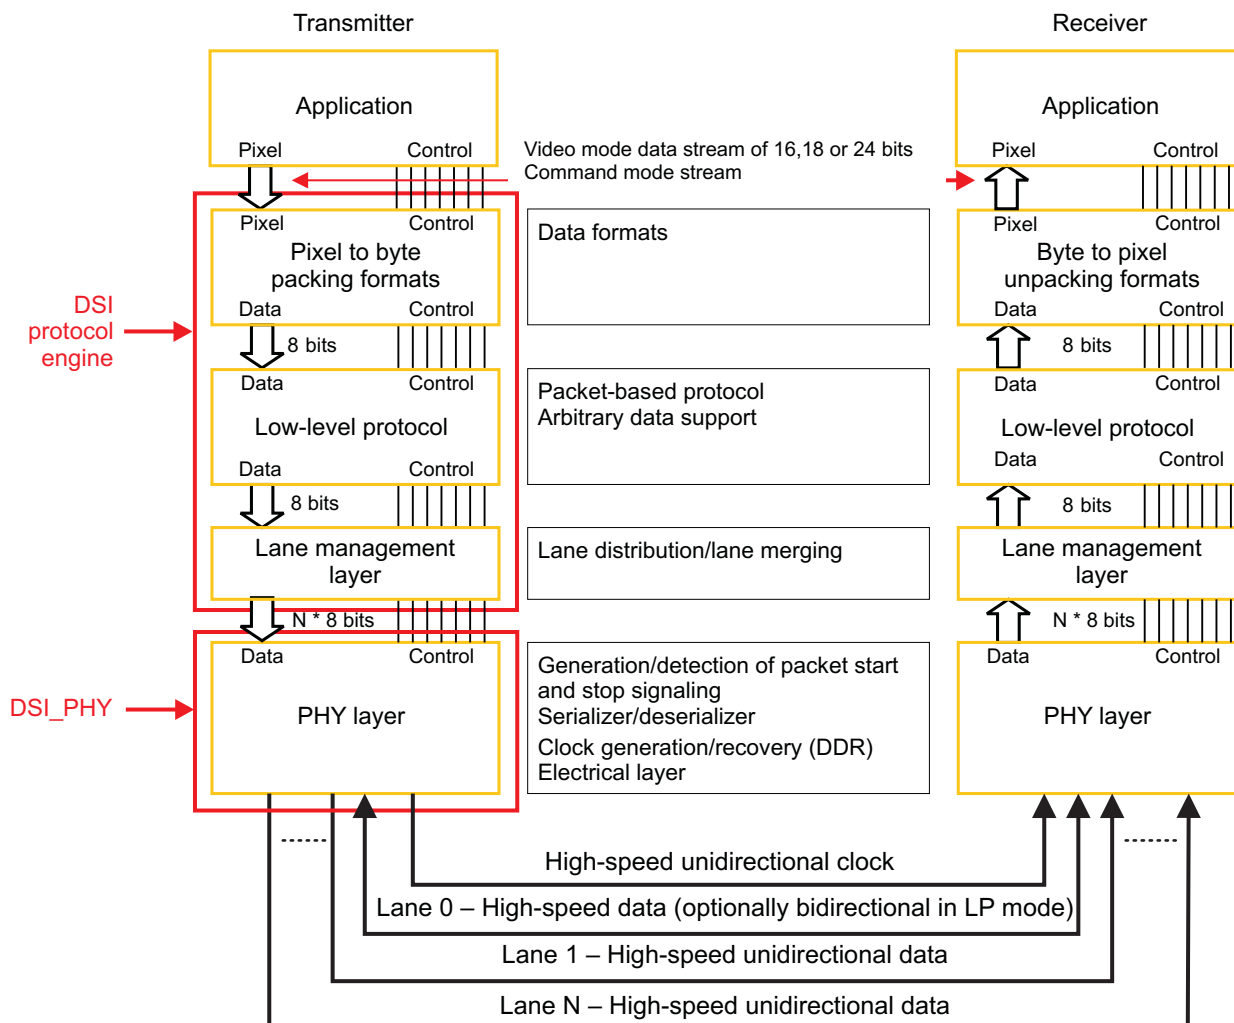 Transmitter
Receiver
Application
Pixel
Control
Video mode data stream of 16,18 or 24 bits
Command mode stream
Application
Pixel
Control
DSI
protocol
engine
Pixel
Control
Pixel to byte
packing formats
Data
Control
Data formats
Pixel
Control
Byte to pixel
unpacking formats
Data
Control
8 bits
8 bits
Data
Control
Low-level protocol
Data
Control
Packet-based protocol
Arbitrary data support
Data
Control
Low-level protocol
Data
Control
8 bits
8 bits
Lane management
layer
Lane distribution/lane merging
Lane management
layer
N * 8 bits
N * 8 bits
DSI_PHY
Data
Control
PHY layer
Generation/detection of packet start
and stop signaling
Serializer/deserializer
Clock generation/recovery (DDR)
Electrical layer
Data
Control
PHY layer
High-speed unidirectional clock
Lane 0 – High-speed data (optionally bidirectional in LP mode)
Lane 1 – High-speed unidirectional data
Lane N – High-speed unidirectional data